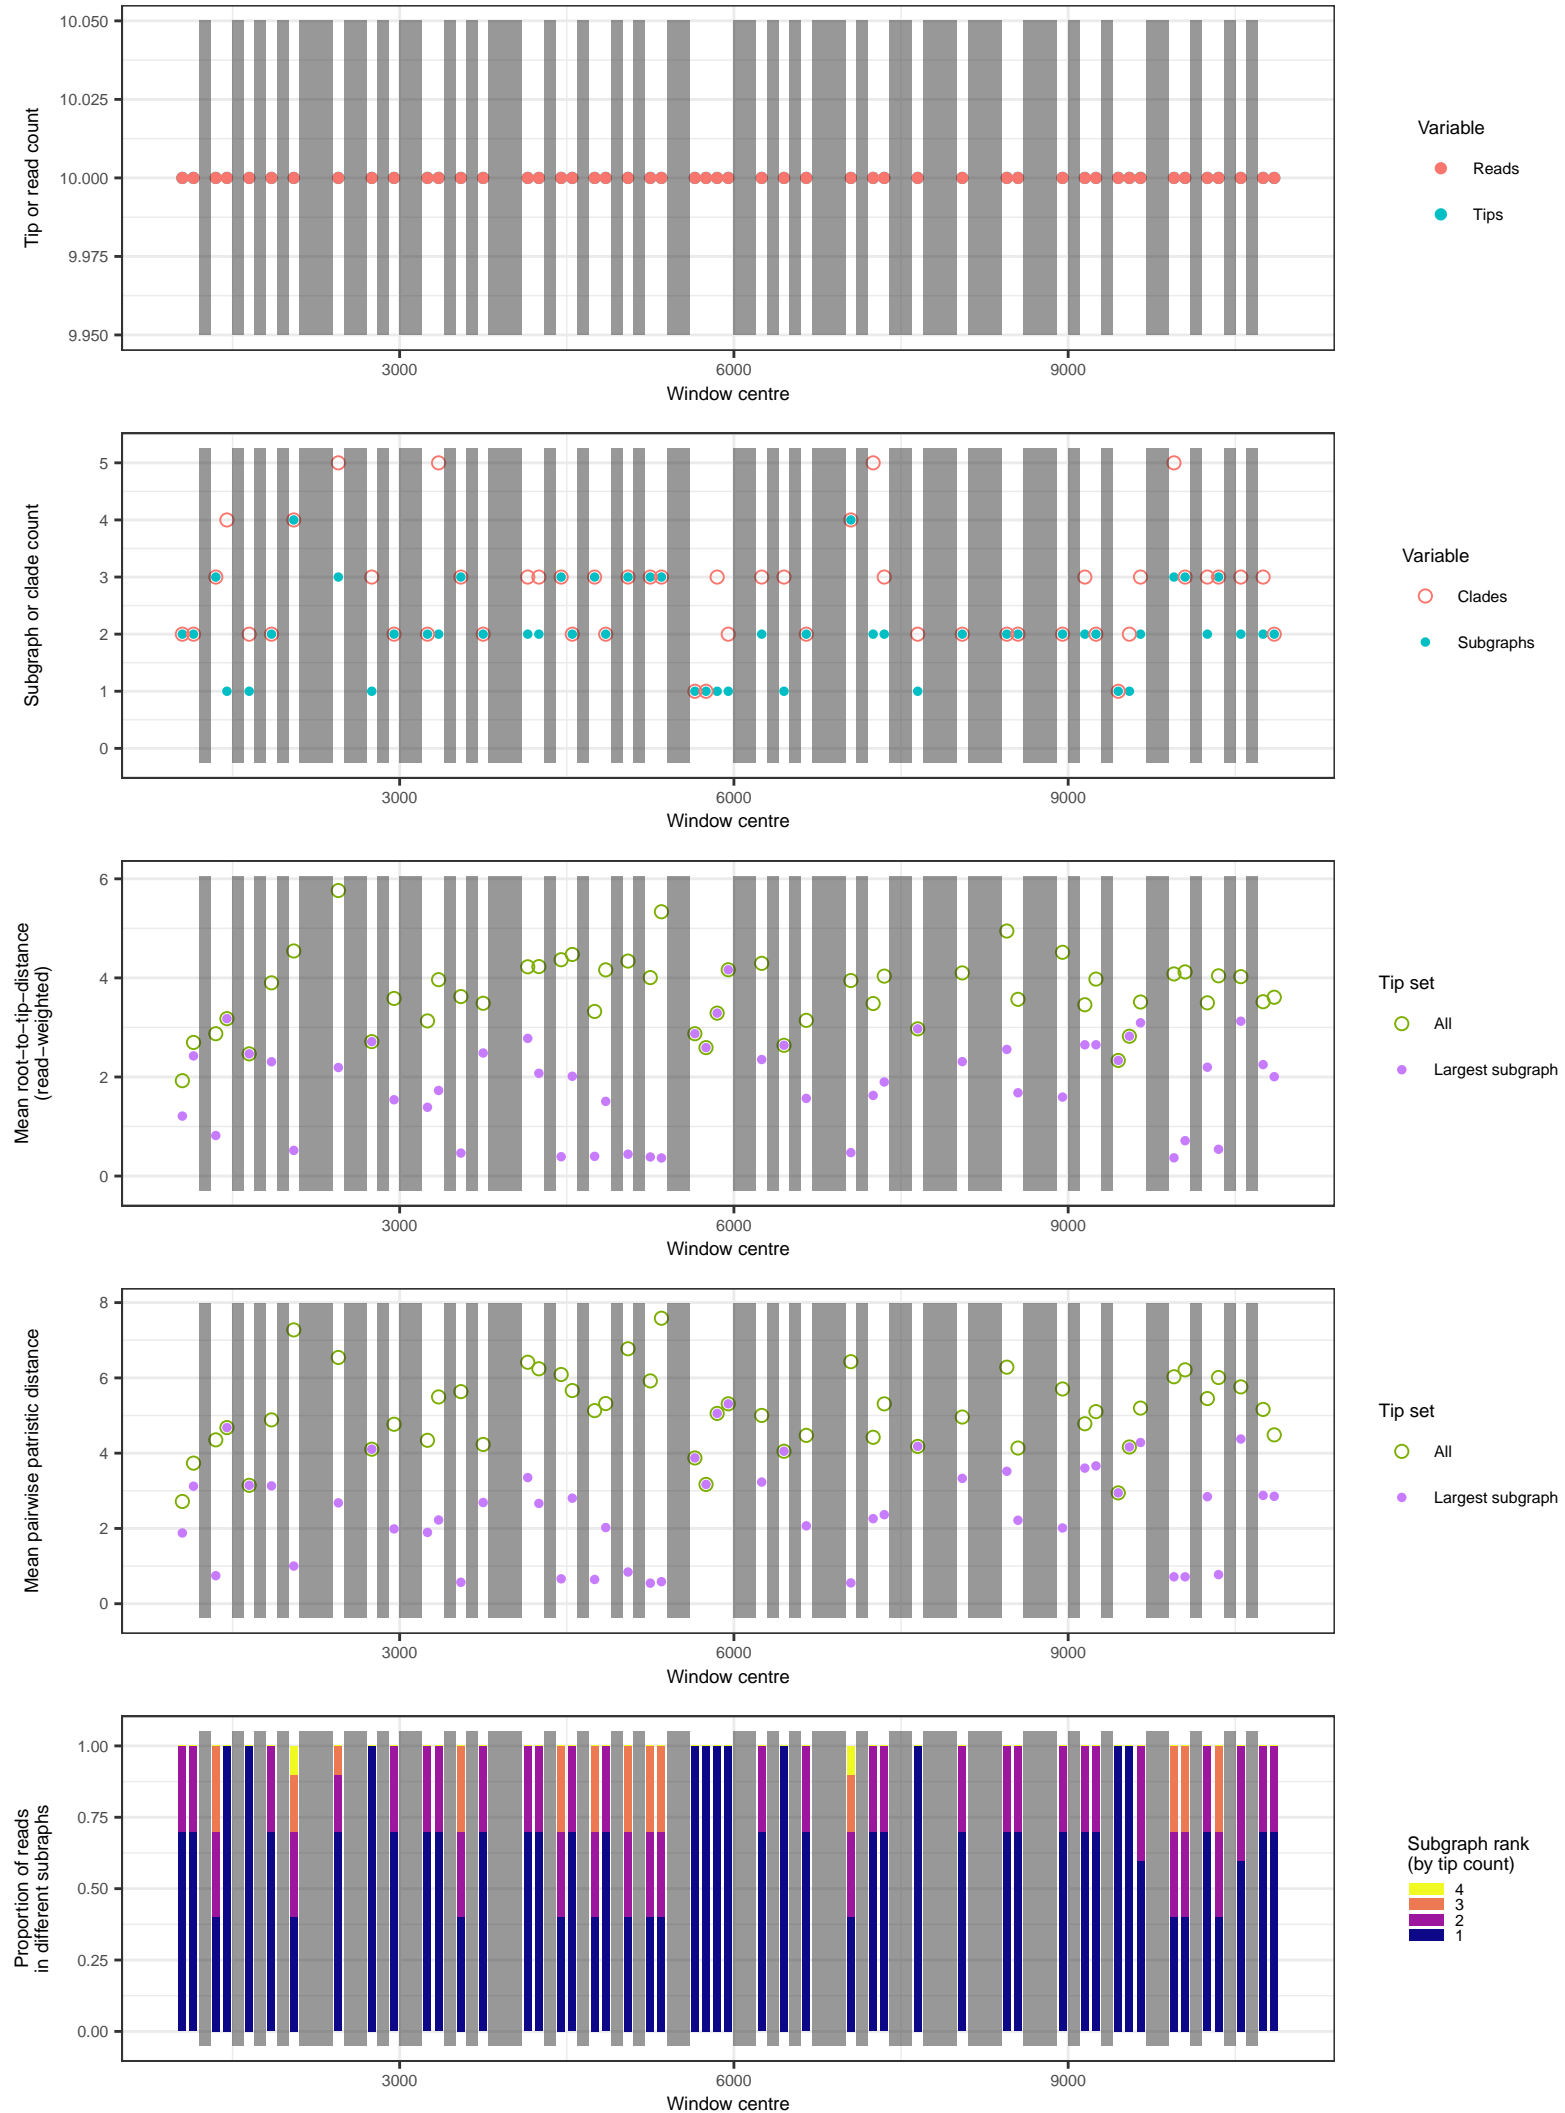 10.050
10.025
10.000
9.975
9.950
Tip or read count
3000
6000
9000
Window centre
Variable
Reads
Tips
5
4
3
2
1
0
Subgraph or clade count
3000
6000
9000
Window centre
Variable
Clades
Subgraphs
6
4
2
0
Mean root−to−tip−distance
(read−weighted)
3000
6000
9000
Window centre
Tip set
All
Largest subgraph
8
6
4
2
0
Mean pairwise patristic distance
3000
6000
9000
Window centre
Tip set
All
Largest subgraph
1.00
0.75
0.50
0.25
0.00
Proportion of reads
in different subraphs
3000
6000
9000
Window centre
Subgraph rank
(by tip count)
4
3
2
1